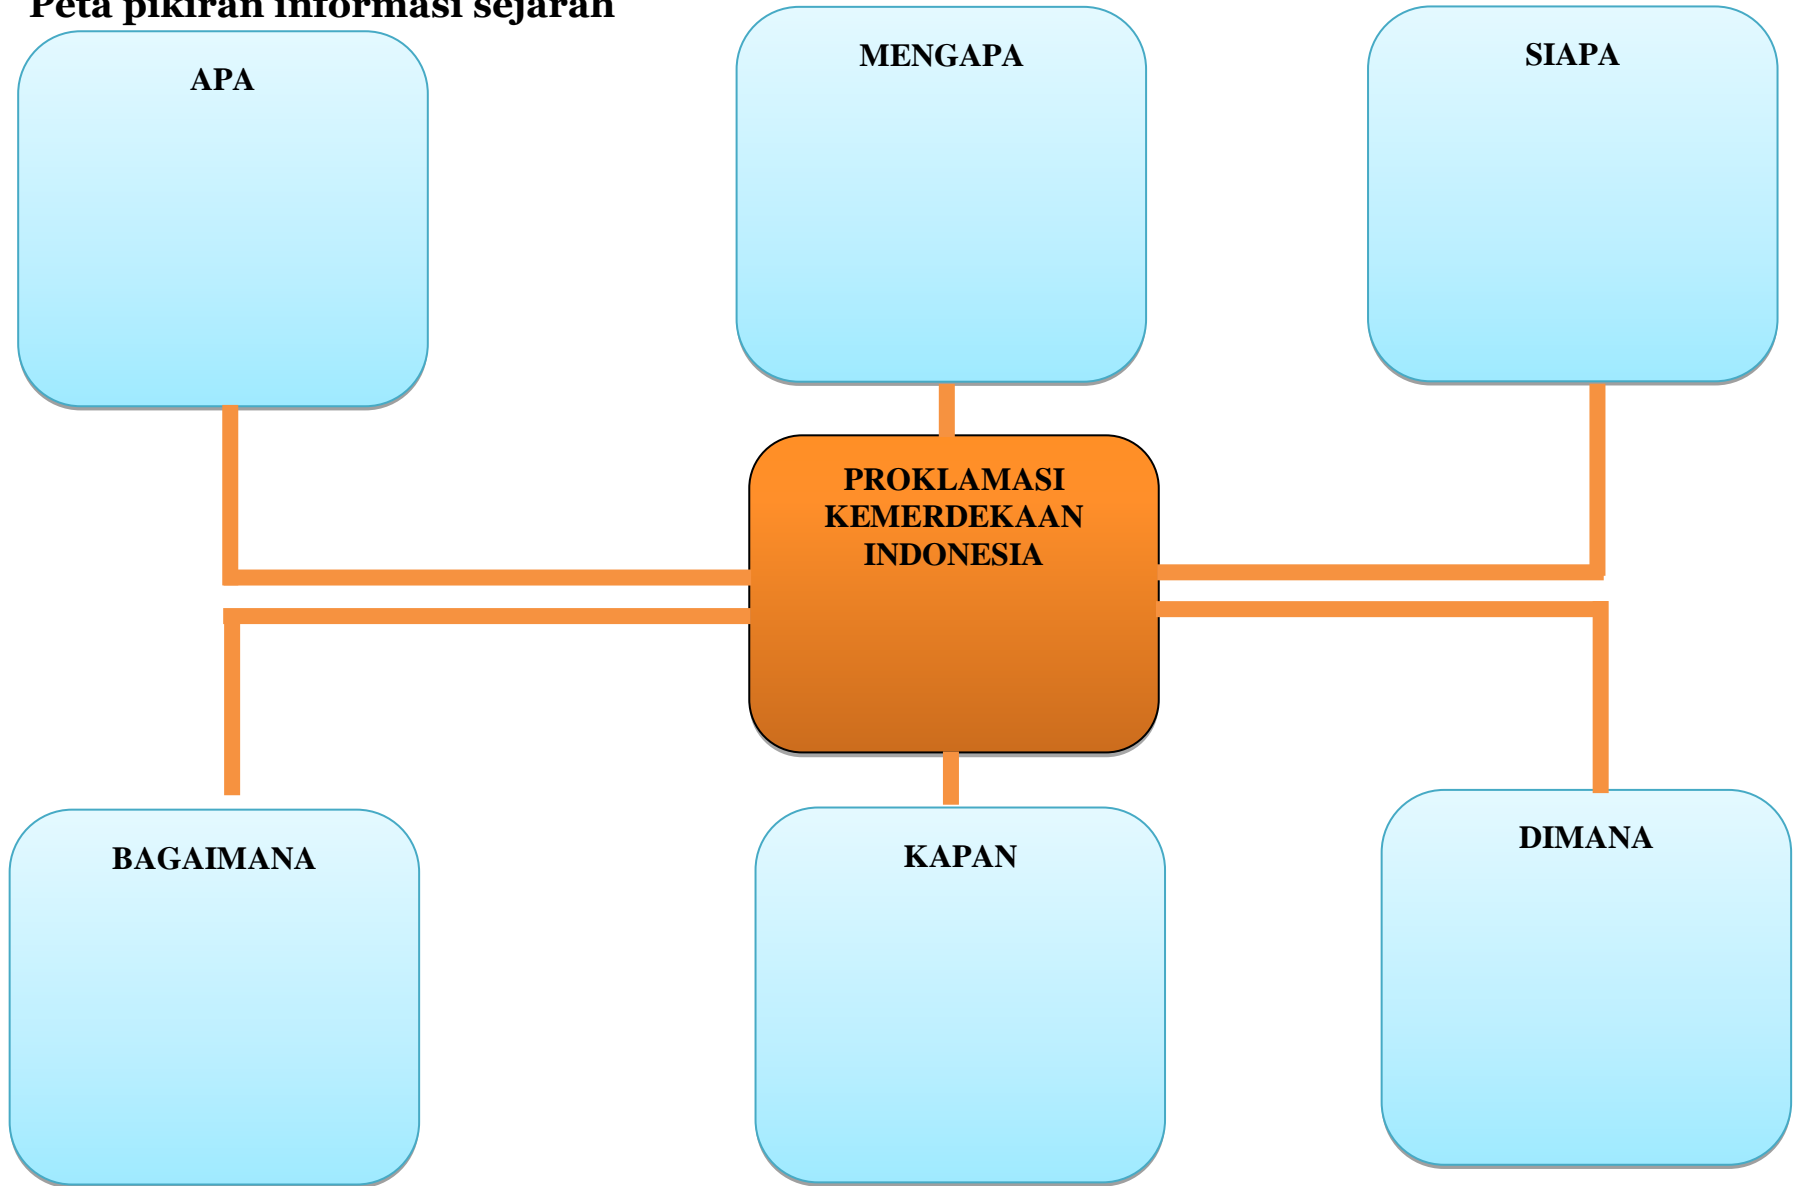 Peta pikiran informasi sejarah
APA
MENGAPA
SIAPA
PROKLAMASI
KEMERDEKAAN
INDONESIA
BAGAIMANA
KAPAN
DIMANA